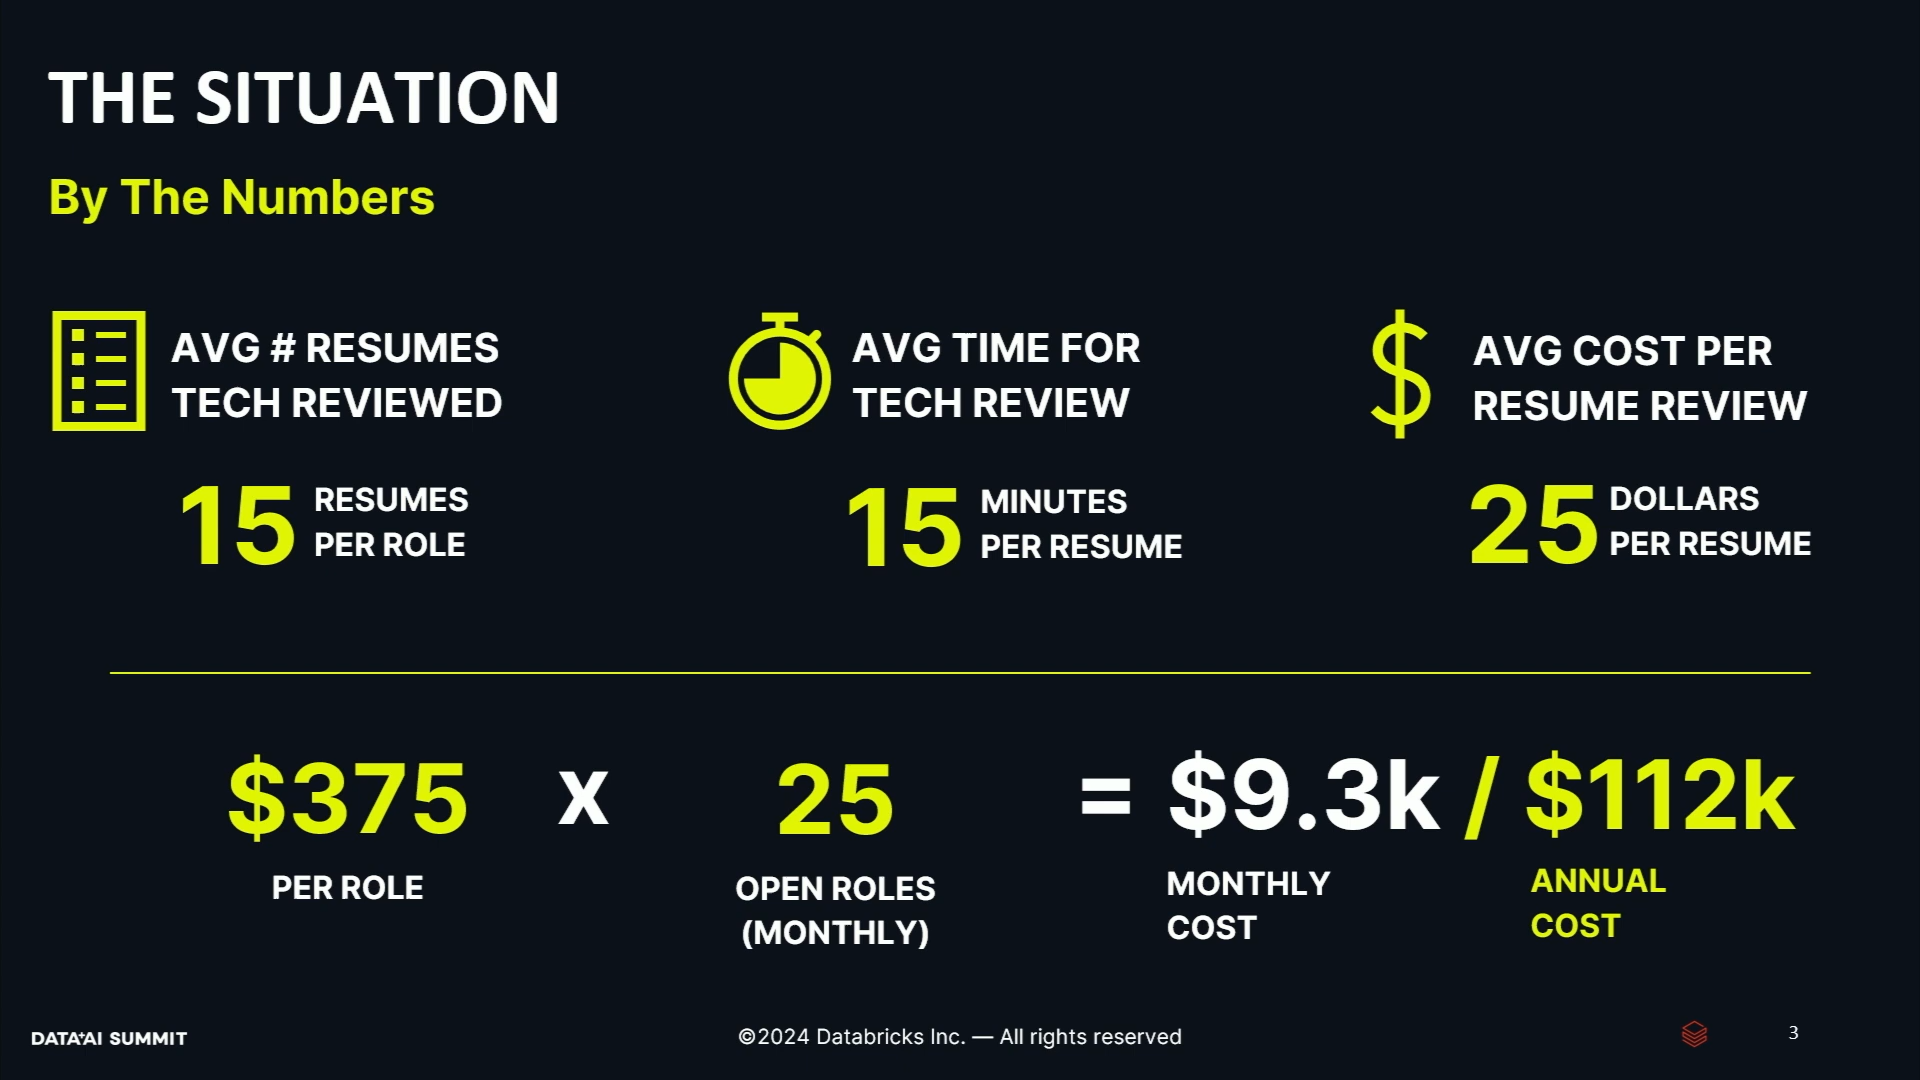 THE SITUATION
By The Numbers
AVG # RESUMES
TECH REVIEWED
15 RESUMES
PER ROLE
AVG TIME FOR
TECH REVIEW
15 MINUTES
PER RESUME
$ AVG COST PER
RESUME REVIEW
25 DOLLARS
PER RESUME
$375 x 25 = $9.3k / $112k
PER ROLE
OPEN ROLES
(MONTHLY)
MONTHLY
COST
ANNUAL
COST
DATA+AI SUMMIT
©2024 Databricks Inc. — All rights reserved
3